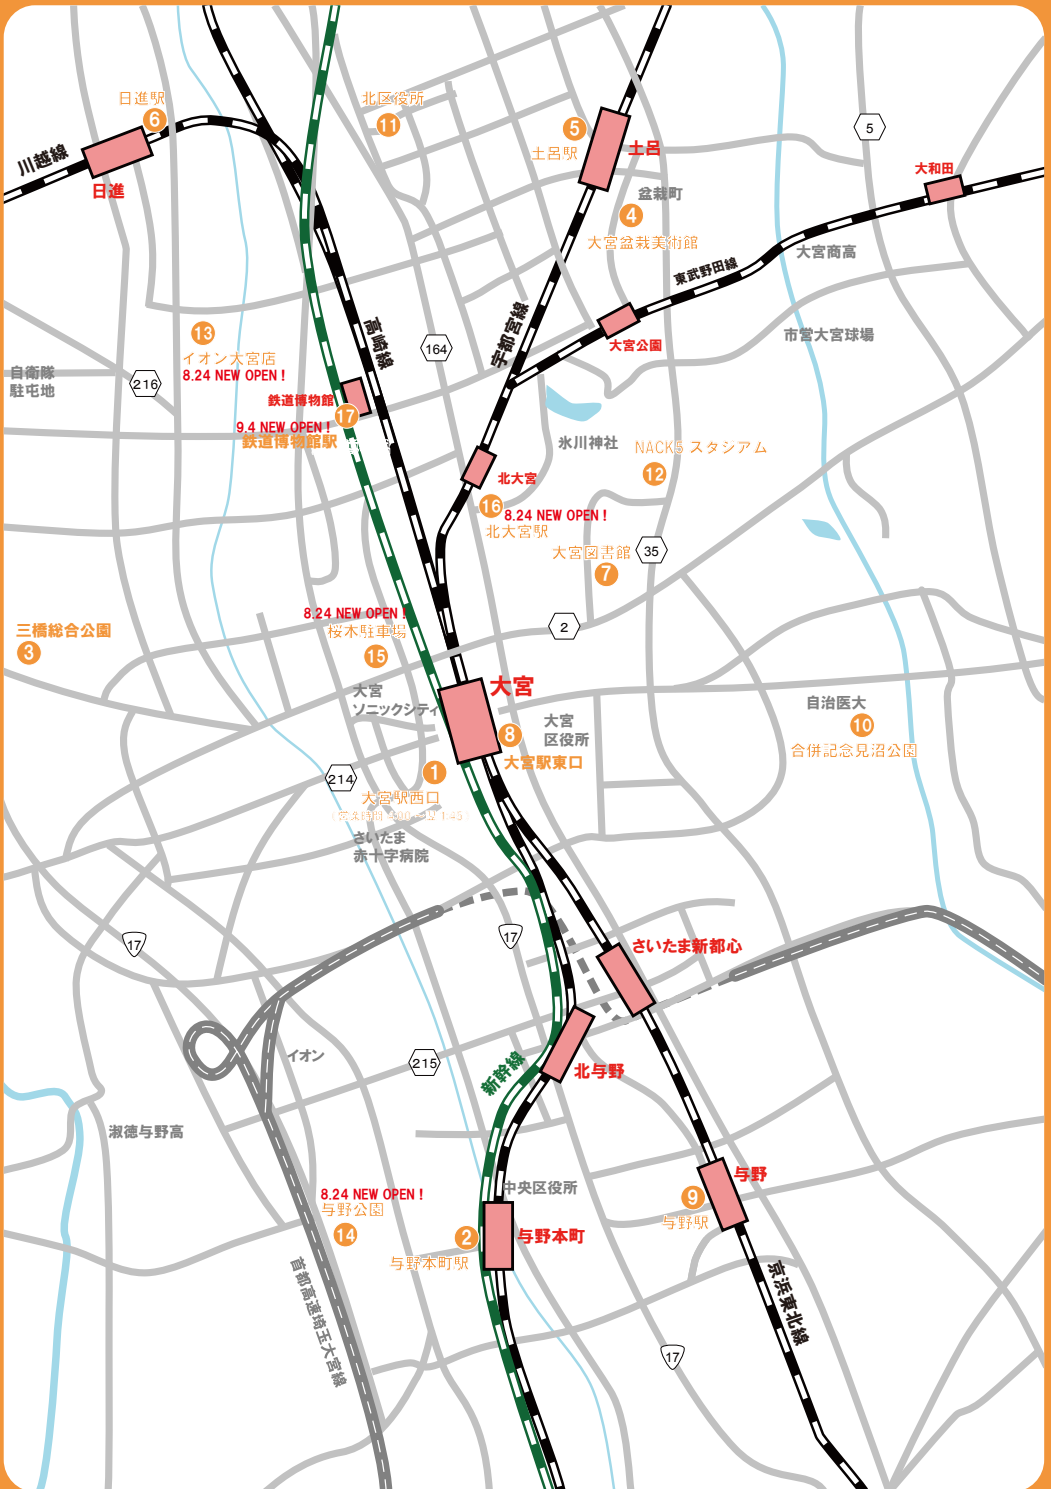 日進駅
6
川越線
日進
北区役所
11
5
土呂駅
土呂
盆栽町
4
大宮盆栽美術館
5
大和田
大宮商高
東武野田線
大宮公園
市営大宮球場
13
イオン大宮店
8.24 NEW OPEN！
自衛隊
駐屯地
216
高崎線
164
宇都宮線
鉄道博物館
17
9.4 NEW OPEN！
鉄道博物館駅
氷川神社
NACK5 スタジアム
12
北大宮
16
8.24 NEW OPEN！
北大宮駅
大宮図書館
7
35
2
三橋総合公園
3
8.24 NEW OPEN！
桜木駐車場
15
大宮
大宮
ソニックシティ
8
大宮駅東口
大宮
区役所
自治医大
10
合併記念見沼公園
214
1
大宮駅西口
さいたま
赤十字病院
17
17
さいたま新都心
イオン
215
新幹線
北与野
淑徳与野高
8.24 NEW OPEN！
与野公園
14
中央区役所
2
与野本町駅
与野本町
9
与野駅
与野
首都高速埼玉大宮線
京浜東北線
17